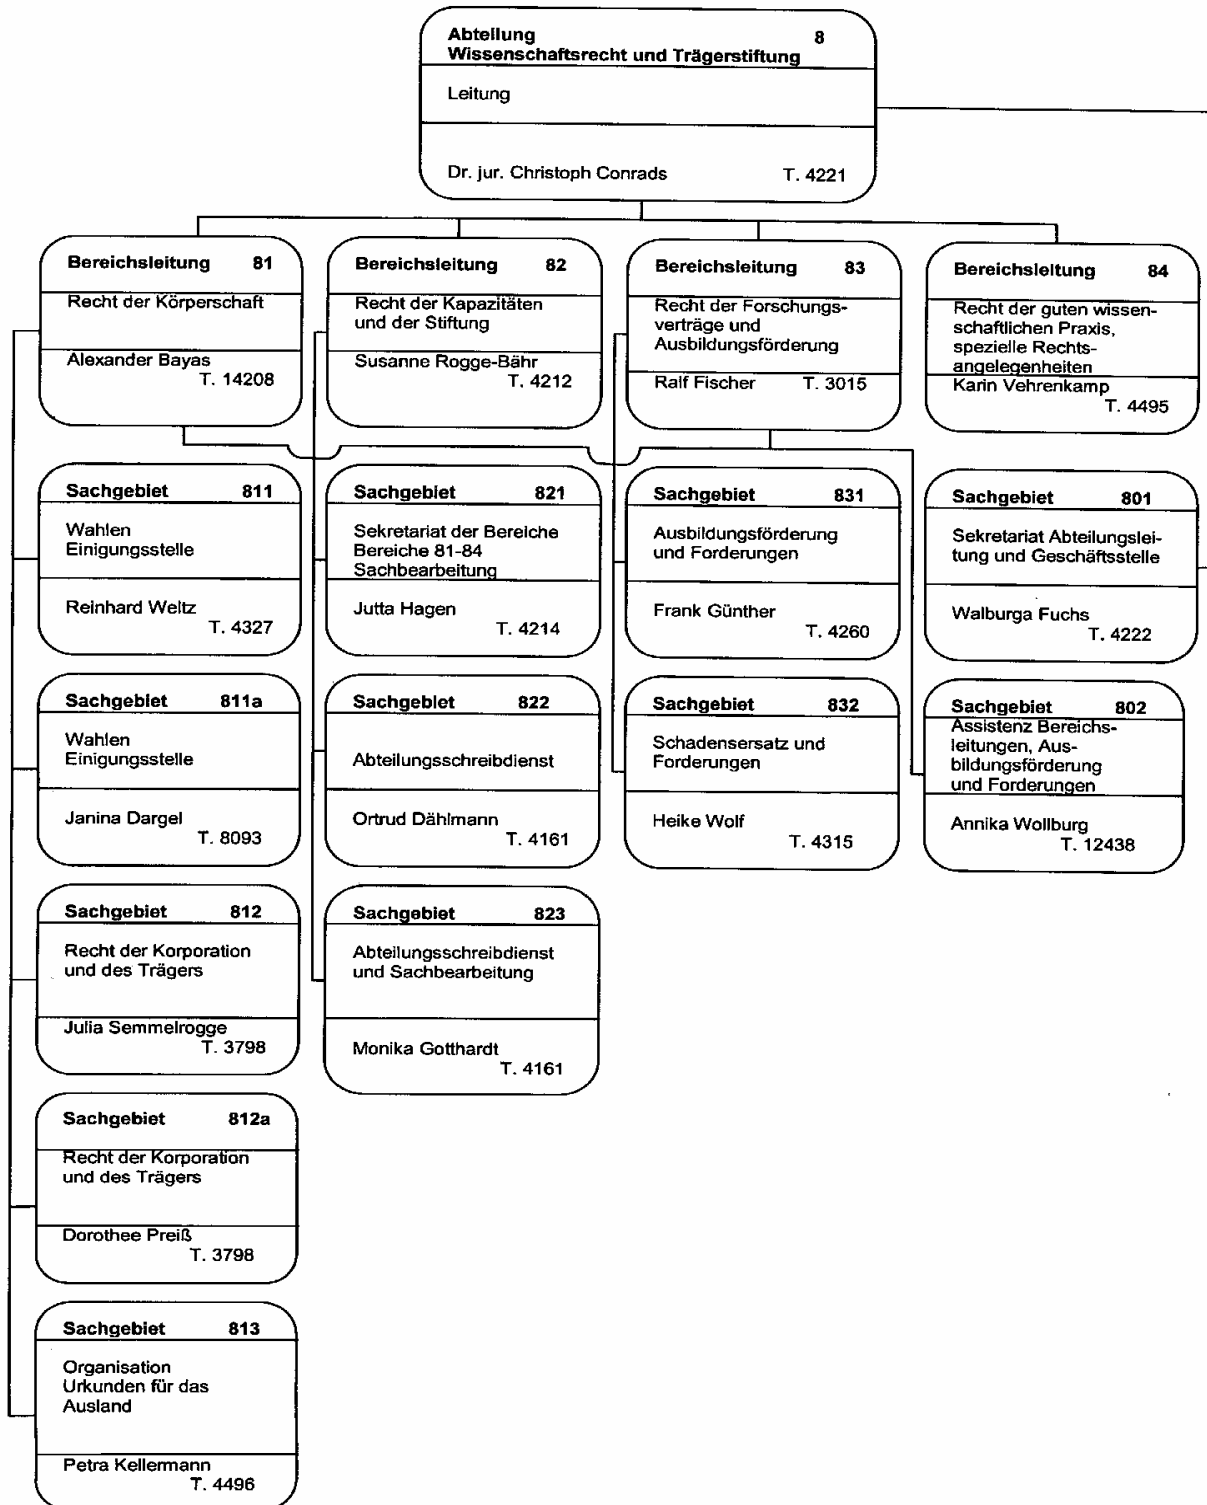 Abteilung 8
Wissenschaftsrecht und Trägerstiftung
Leitung
Dr. jur. Christoph Conrads T. 4221
Bereichsleitung 81
Recht der Körperschaft
Alexander Bayas
T. 14208
Bereichsleitung 82
Recht der Kapazitäten
und der Stiftung
Susanne Rogge-Bähr
T. 4212
Bereichsleitung 83
Recht der Forschungs-
verträge und
Ausbildungsförderung
Ralf Fischer T. 3015
Bereichsleitung 84
Recht der guten wissen-
schaftlichen Praxis,
spezielle Rechts-
angelegenheiten
Karin Vehrenkamp
T. 4495
Sachgebiet 811
Wahlen
Einigungsstelle
Reinhard Weltz
T. 4327
Sachgebiet 821
Sekretariat der Bereiche
Bereiche 81-84
Sachbearbeitung
Jutta Hagen
T. 4214
Sachgebiet 831
Ausbildungsförderung
und Forderungen
Frank Günther
T. 4260
Sachgebiet 801
Sekretariat Abteilungslei-
tung und Geschäftsstelle
Walburga Fuchs
T. 4222
Sachgebiet 811a
Wahlen
Einigungsstelle
Janina Dargel
T. 8093
Sachgebiet 822
Abteilungsschreibdienst
Ortrud Dählmann
T. 4161
Sachgebiet 832
Schadensersatz und
Forderungen
Heike Wolf
T. 4315
Sachgebiet 802
Assistenz Bereichs-
leitungen, Aus-
bildungsförderung
und Forderungen
Annika Wollburg
T. 12438
Sachgebiet 812
Recht der Korporation
und des Trägers
Julia Semmelrogge
T. 3798
Sachgebiet 823
Abteilungsschreibdienst
und Sachbearbeitung
Monika Gotthardt
T. 4161
Sachgebiet 812a
Recht der Korporation
und des Trägers
Dorothee Preiß
T. 3798
Sachgebiet 813
Organisation
Urkunden für das
Ausland
Petra Kellermann
T. 4496